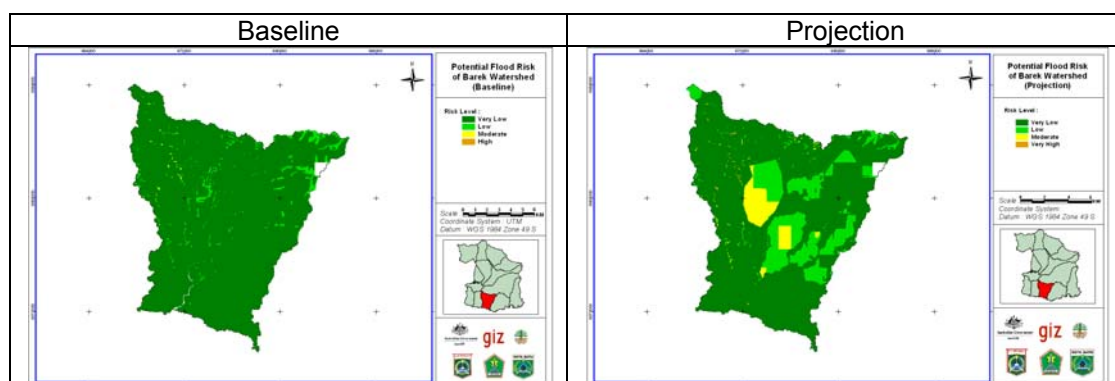 Baseline
Projection
Potential Flood Risk
of Barek Watershed
(Baseline)
Risk Level :
Very Low
Low
Moderate
High
Scale
Coordinate System : UTM
Datum : WGS 1984 Zone 49 S
giz
Potential Flood Risk
of Barek Watershed
(Projection)
Risk Level :
Very Low
Low
Moderate
Very High
Scale
Coordinate System
Datum : WGS 1984 Zone 49 S
giz